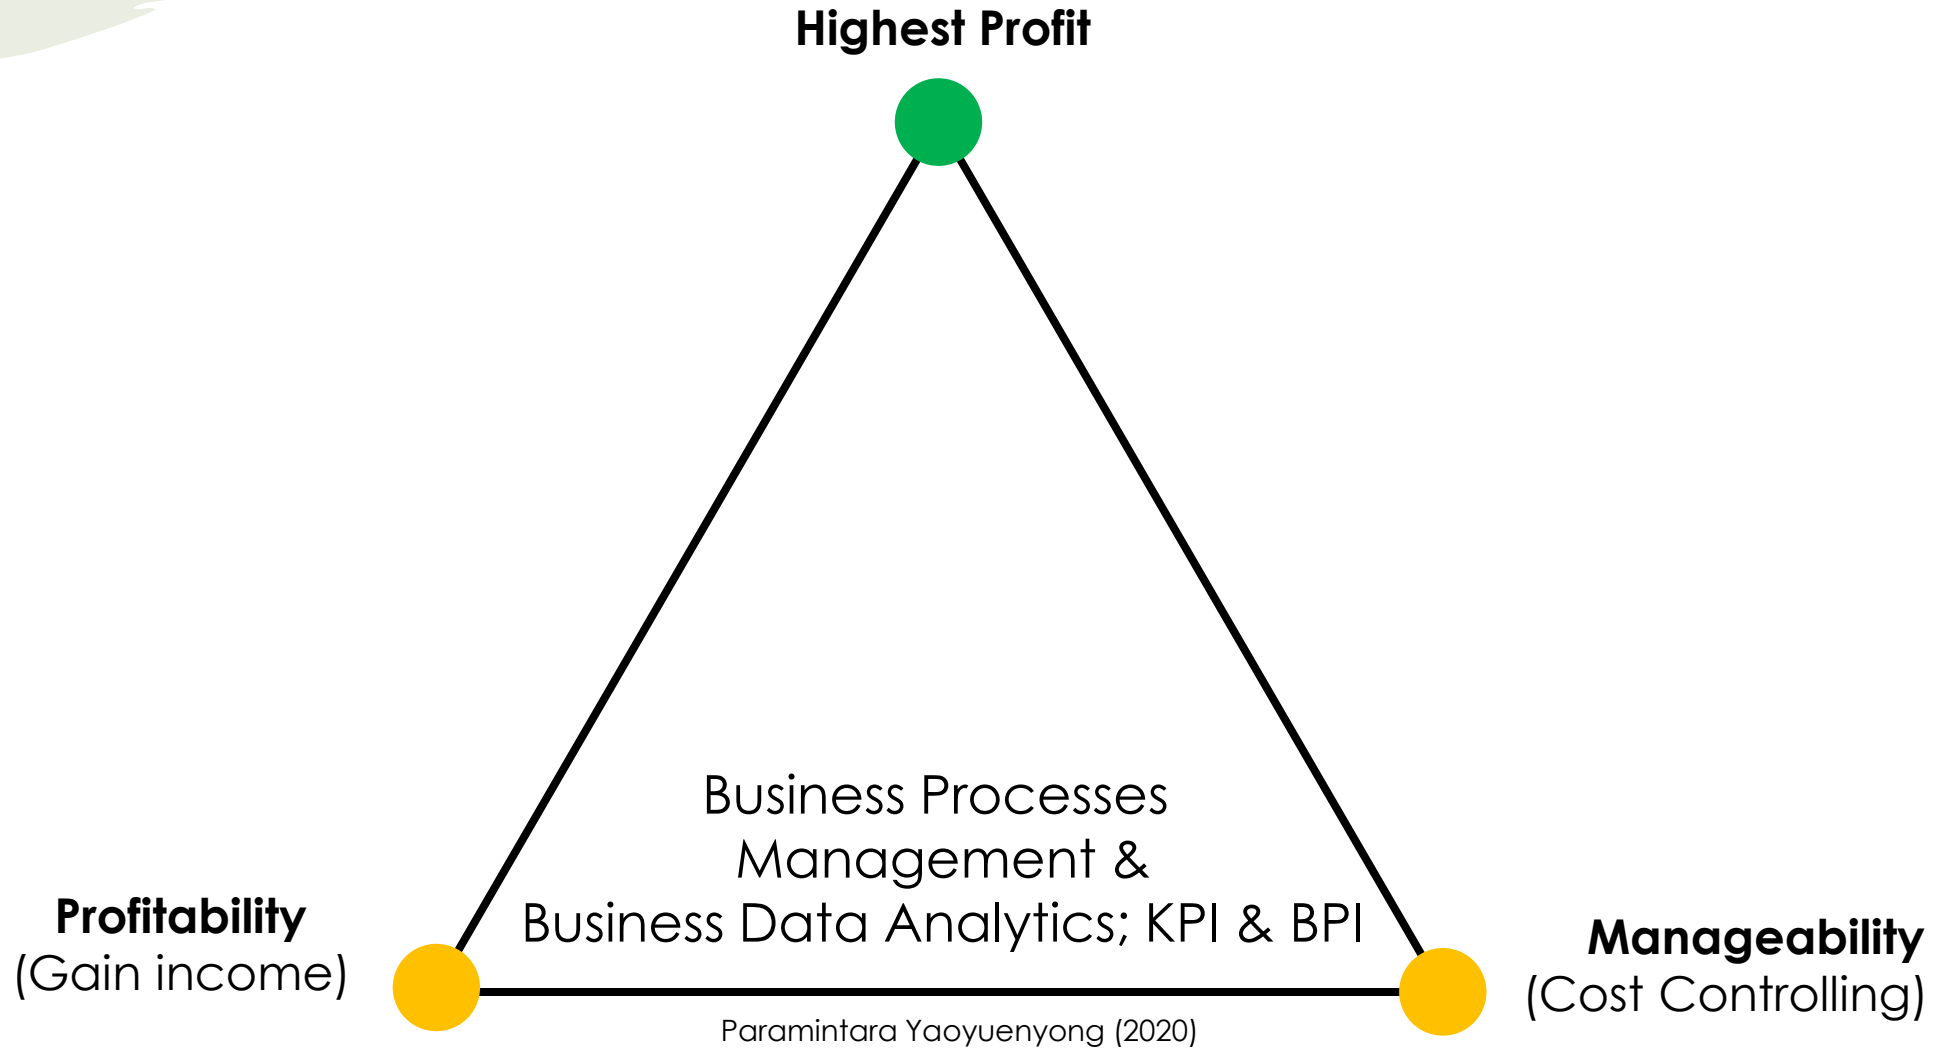 Highest Profit
Business Processes
Management &
Business Data Analytics; KPI & BPI
Profitability
(Gain income)
Manageability
(Cost Controlling)
Paramintara Yaoyuenyong (2020)